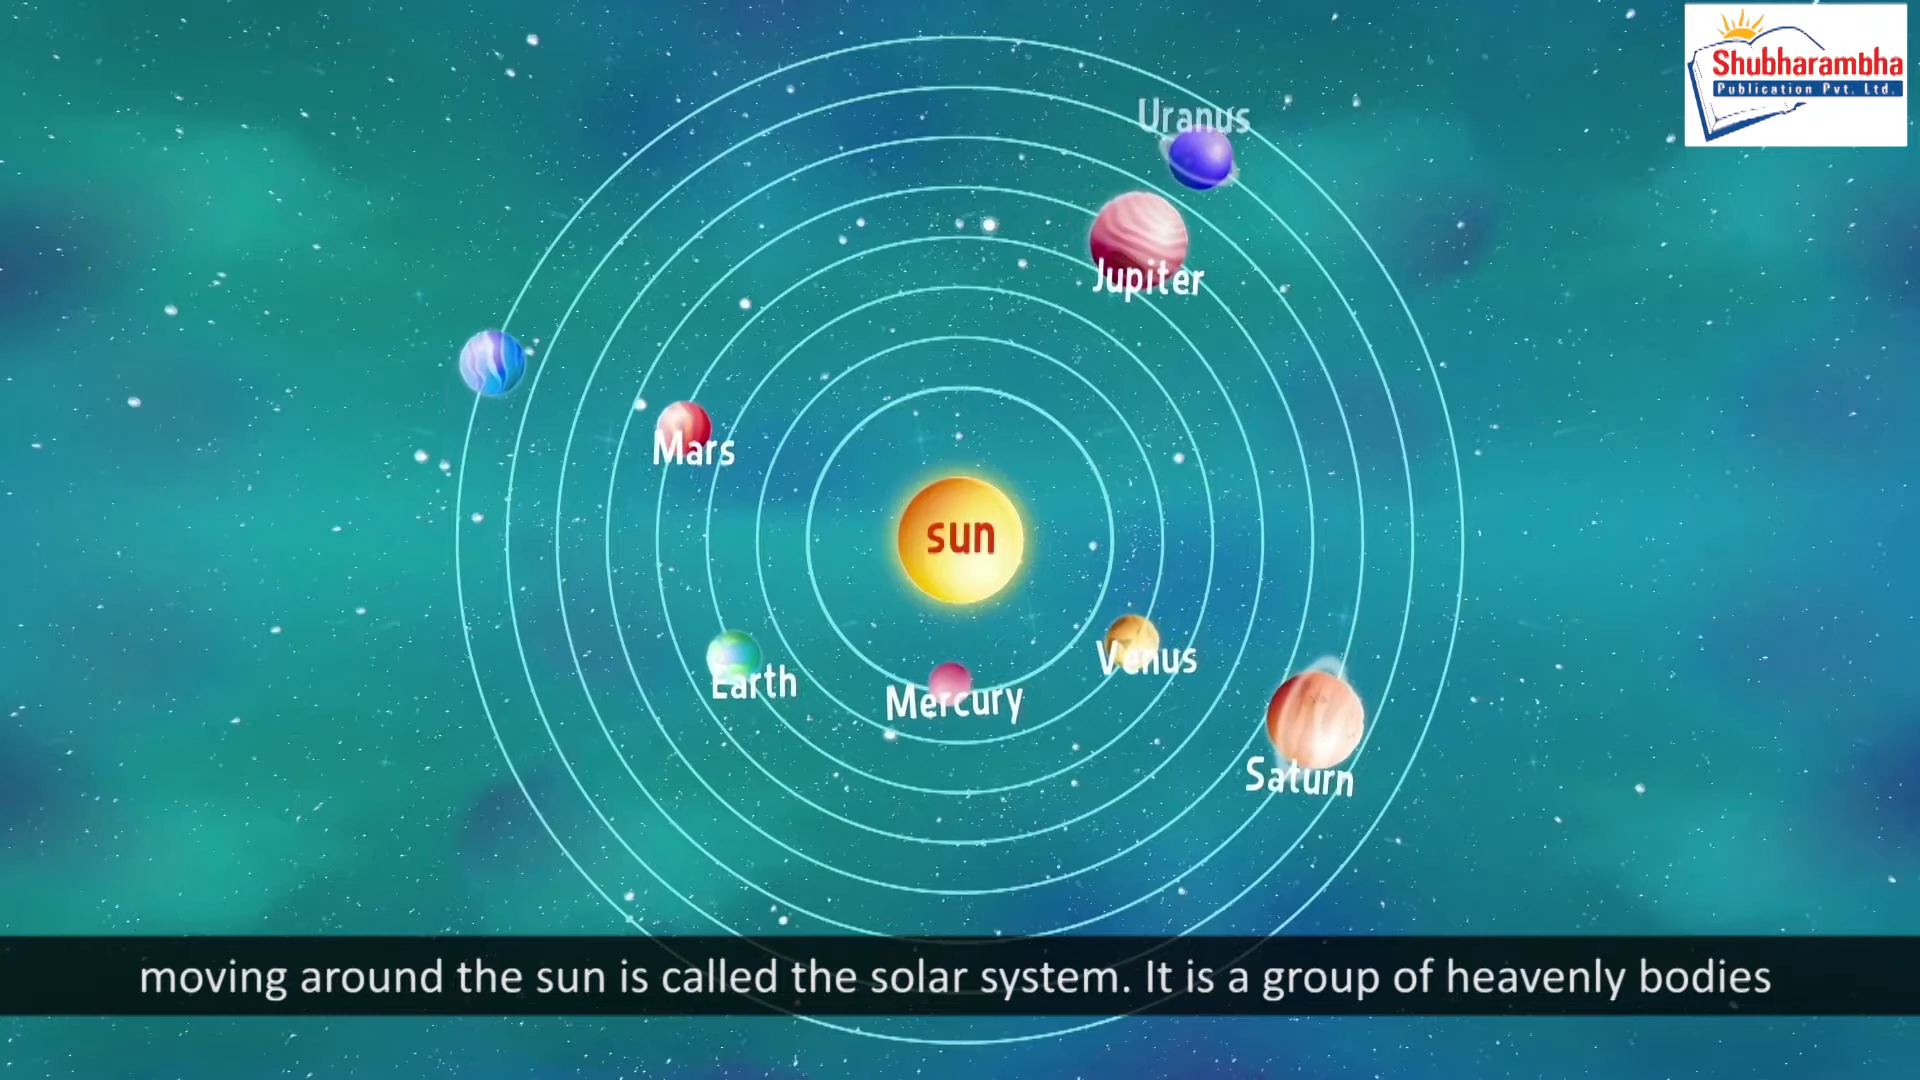 Shubharambha
Publication Pvt. Ltd.
Uranus
Jupiter
Mars
sun
Venus
Earth
Mercury
Saturn
moving around the sun is called the solar system. It is a group of heavenly bodies